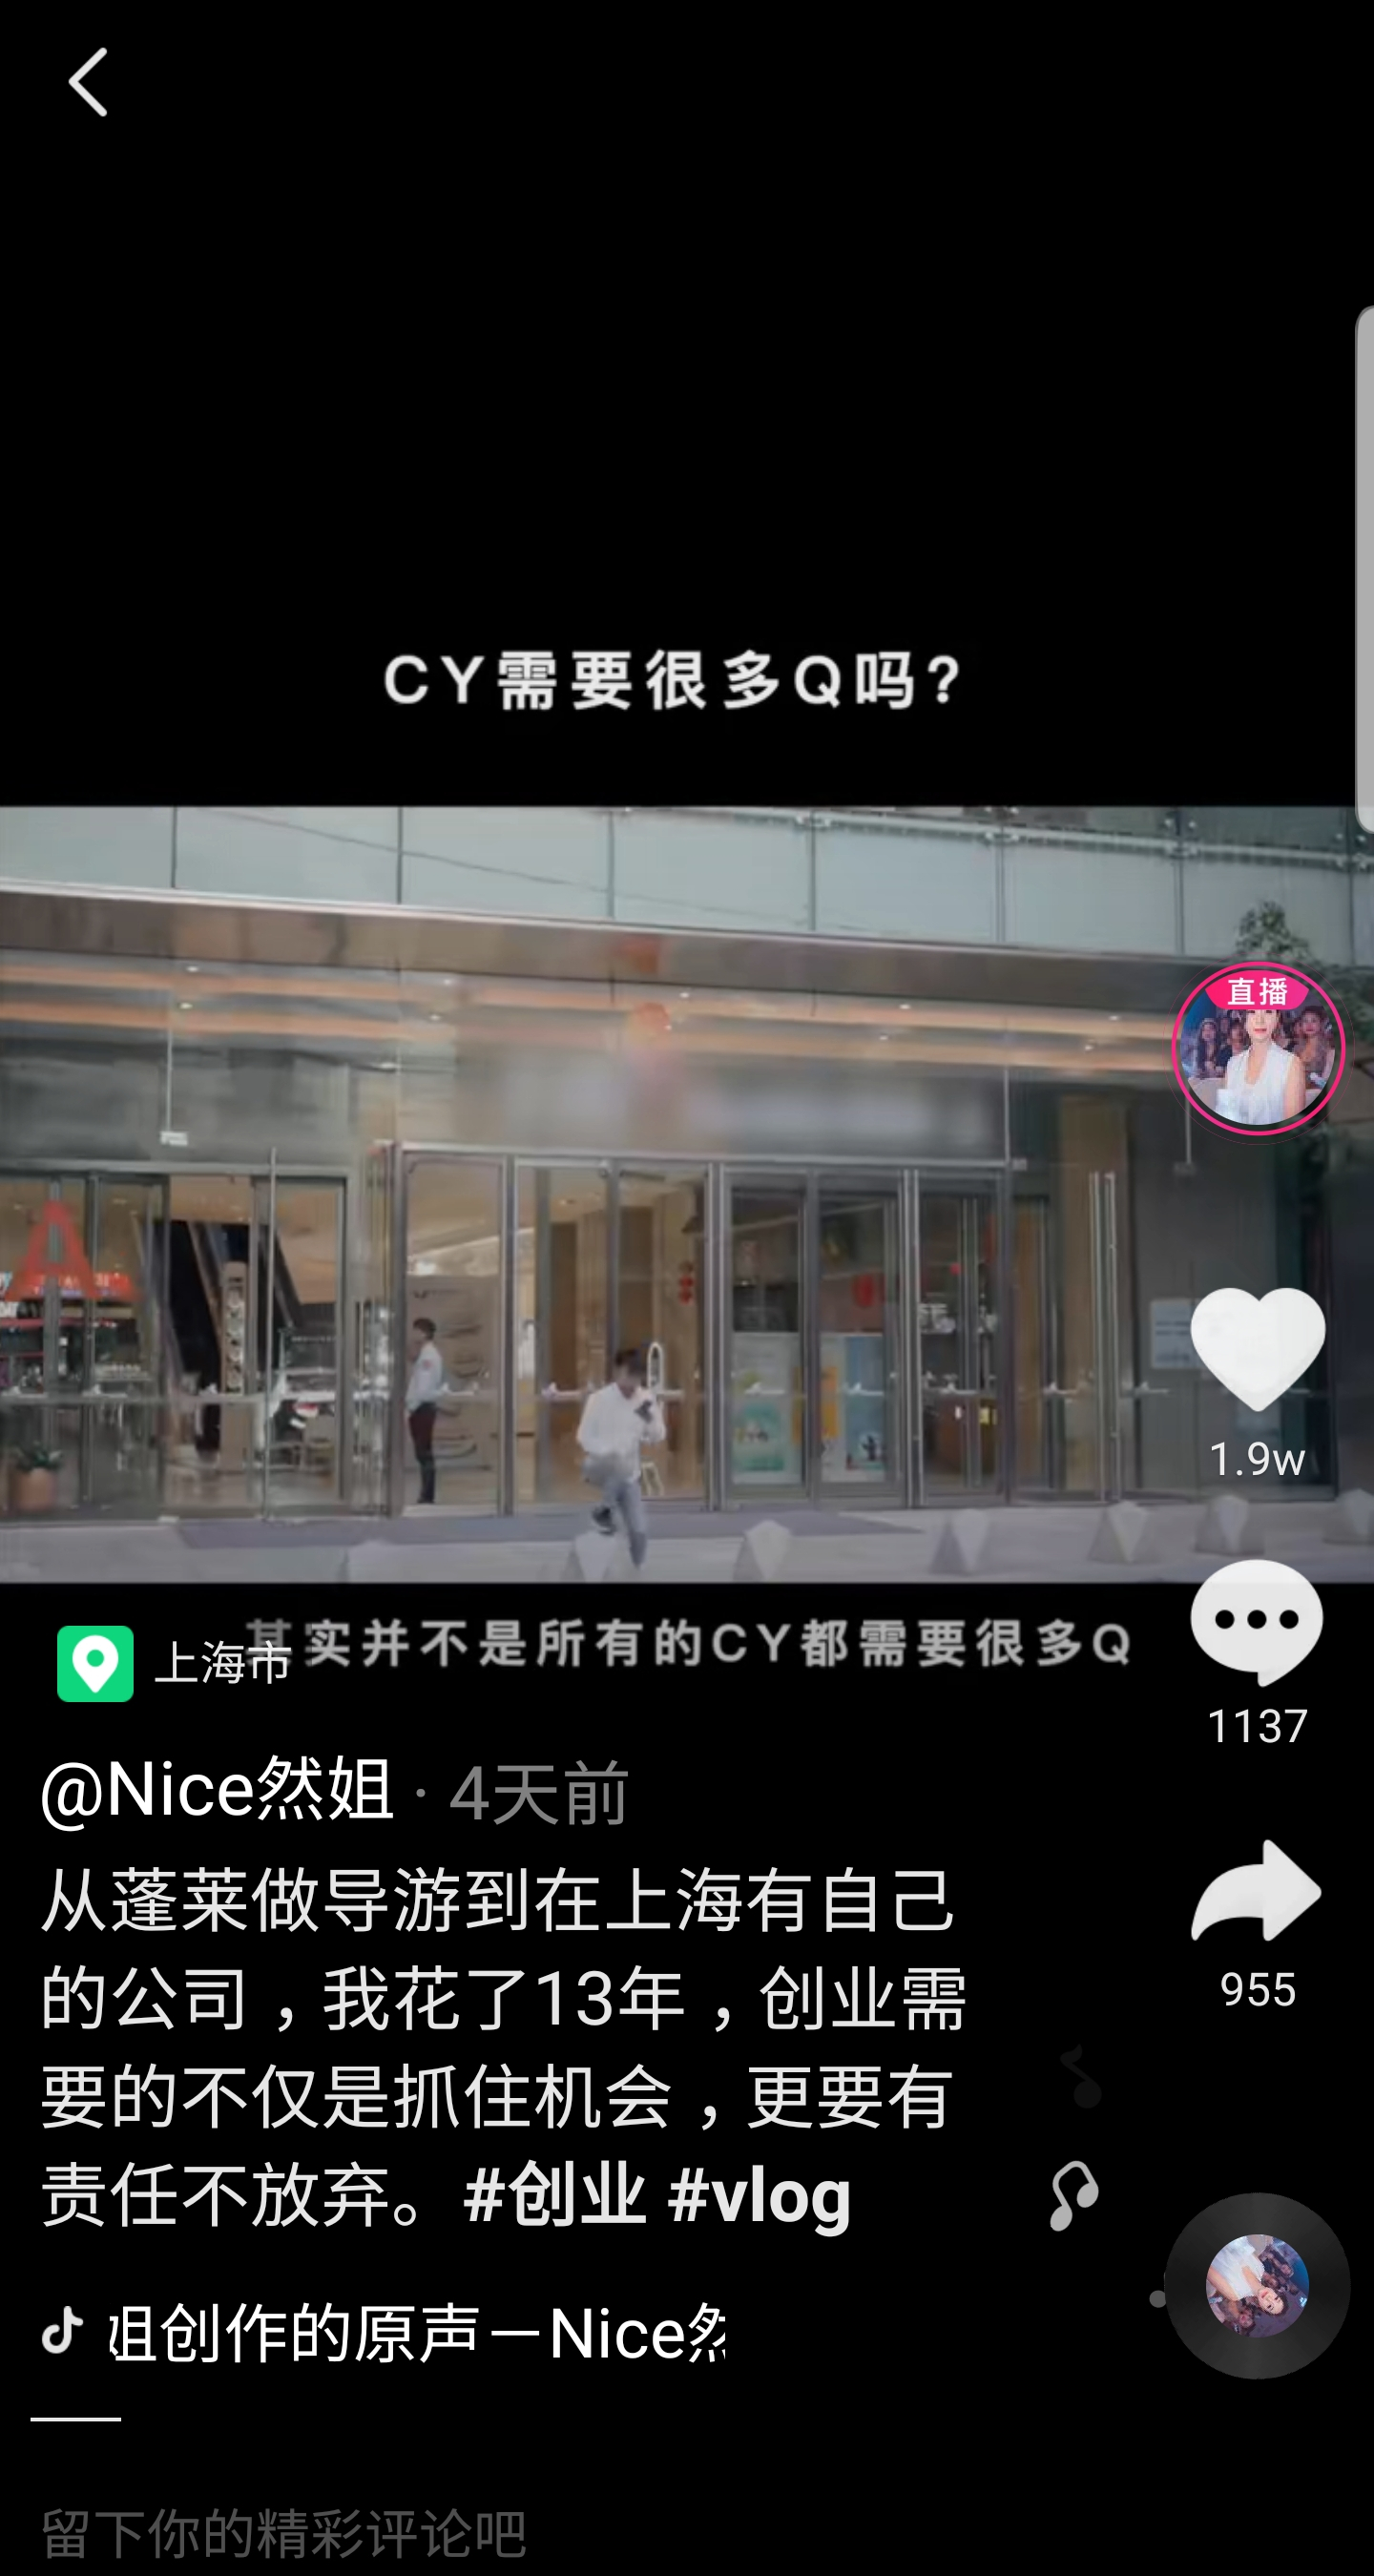 CY需要很多Q吗?
直播
A
1.9w
其实并不是所有的CY都需要很多Q
上海市
1137
@Nice然姐 · 4天前
从蓬莱做导游到在上海有自己
的公司，我花了13年，创业需
要的不仅是抓住机会，更要有
责任不放弃。#创业 #vlog
955
姐创作的原声一Nice然
留下你的精彩评论吧